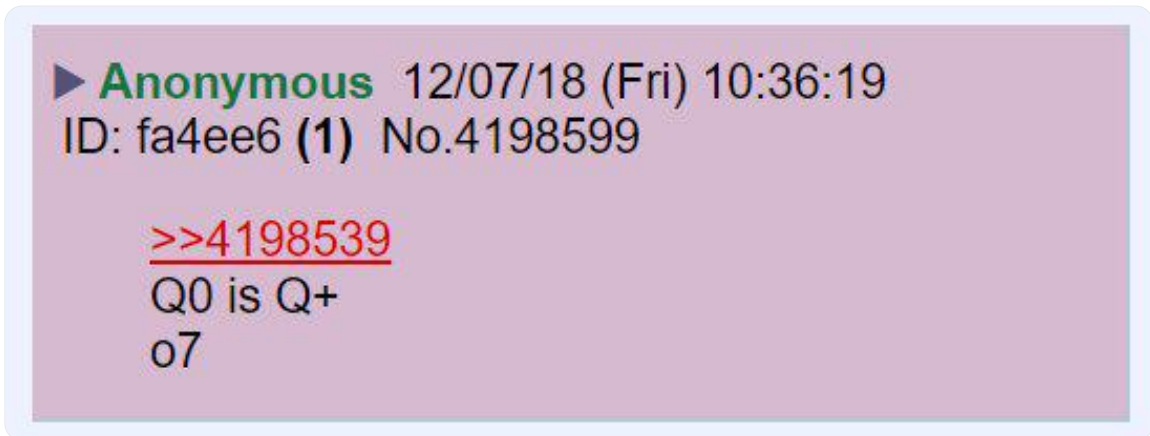 ▶ Anonymous 12/07/18 (Fri) 10:36:19
ID: fa4ee6 (1) No.4198599
>>4198539
Q0 is Q+
o7